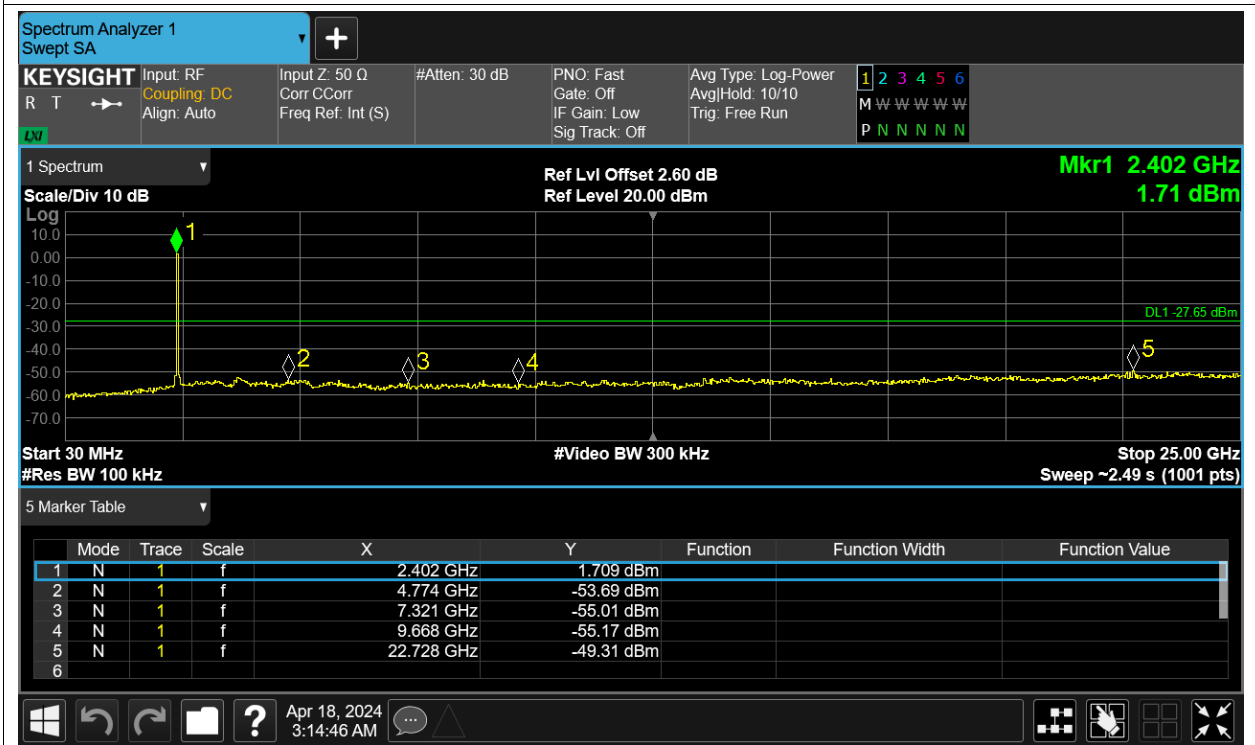 Spectrum Analyzer 1
Swept SA
KEYSIGHT Input: RF Input Z: 50 Ω #Atten: 30 dB PNO: Fast Avg Type: Log-Power 1 2 3 4 5 6
R T Coupling: DC Corr CCorr Gate: Off Avg|Hold: 10/10 M W W W W W
Align: Auto Freq Ref: Int (S) IF Gain: Low Trig: Free Run
LXI Sig Track: Off P N N N N N
1 Spectrum Ref Lvl Offset 2.60 dB Mkr1 2.402 GHz
Scale/Div 10 dB Ref Level 20.00 dBm 1.71 dBm
Log
10.0 1
0.00
-10.0
-20.0
DL1 -27.65 dBm
-30.0
-40.0 2 3 4 5
-50.0
-60.0
-70.0
Start 30 MHz #Video BW 300 kHz Stop 25.00 GHz
#Res BW 100 kHz Sweep ~2.49 s (1001 pts)
5 Marker Table
Mode Trace Scale X Y Function Function Width Function Value
1 N 1 f 2.402 GHz 1.709 dBm
2 N 1 f 4.774 GHz -53.69 dBm
3 N 1 f 7.321 GHz -55.01 dBm
4 N 1 f 9.668 GHz -55.17 dBm
5 N 1 f 22.728 GHz -49.31 dBm
6
? Apr 18, 2024
3:14:46 AM